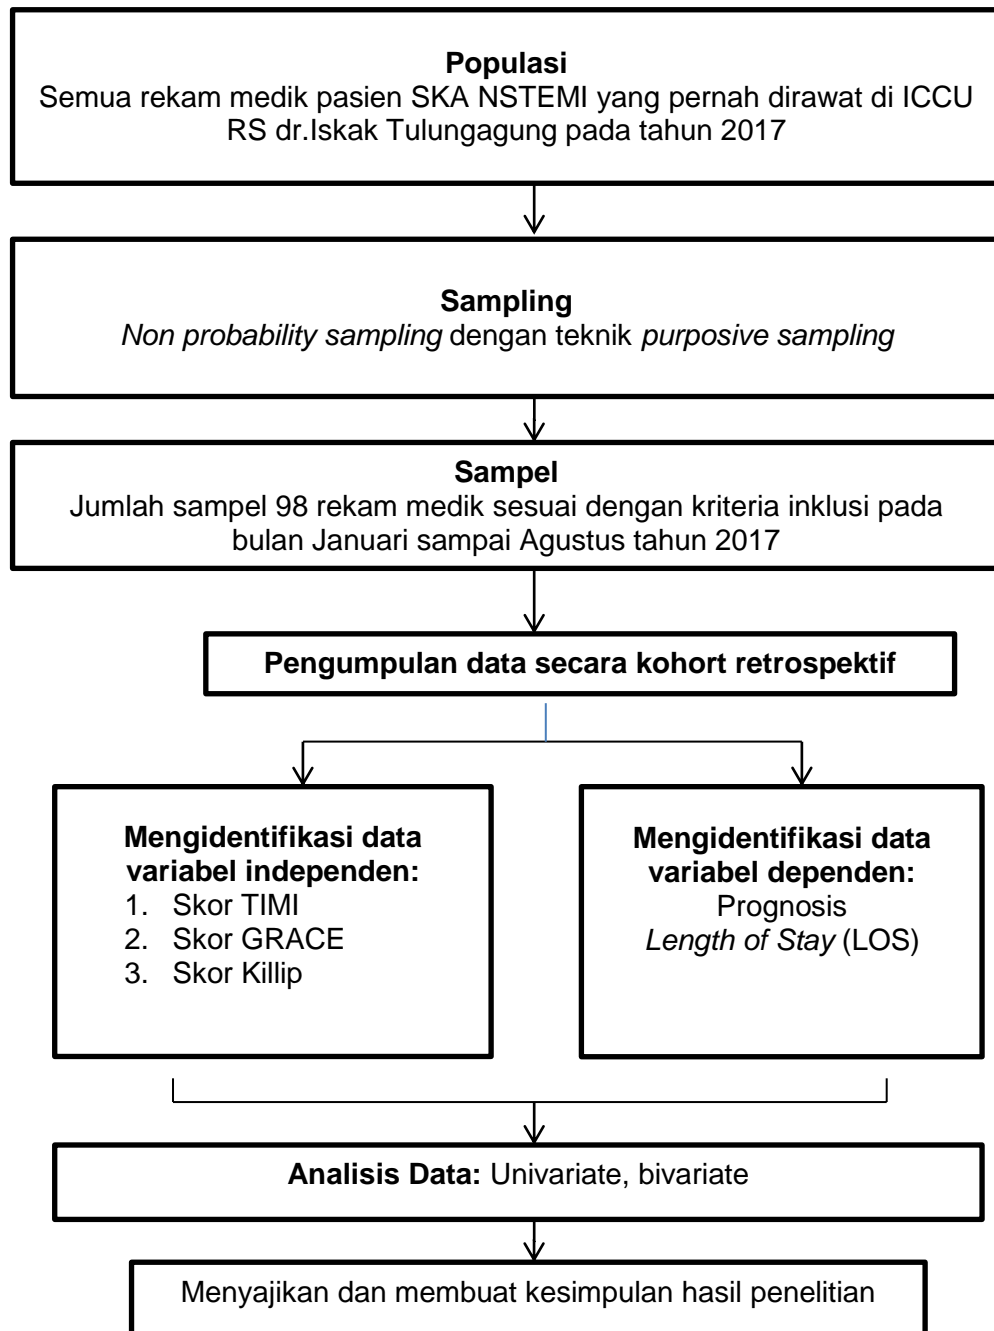 Populasi
Semua rekam medik pasien SKA NSTEMI yang pernah dirawat di ICCU
RS dr.Iskak Tulungagung pada tahun 2017
Sampling
Non probability sampling dengan teknik purposive sampling
Sampel
Jumlah sampel 98 rekam medik sesuai dengan kriteria inklusi pada
bulan Januari sampai Agustus tahun 2017
Pengumpulan data secara kohort retrospektif
Mengidentifikasi data
variabel independen:
1. Skor TIMI
2. Skor GRACE
3. Skor Killip
Mengidentifikasi data
variabel dependen:
Prognosis
Length of Stay (LOS)
Analisis Data: Univariate, bivariate
Menyajikan dan membuat kesimpulan hasil penelitian